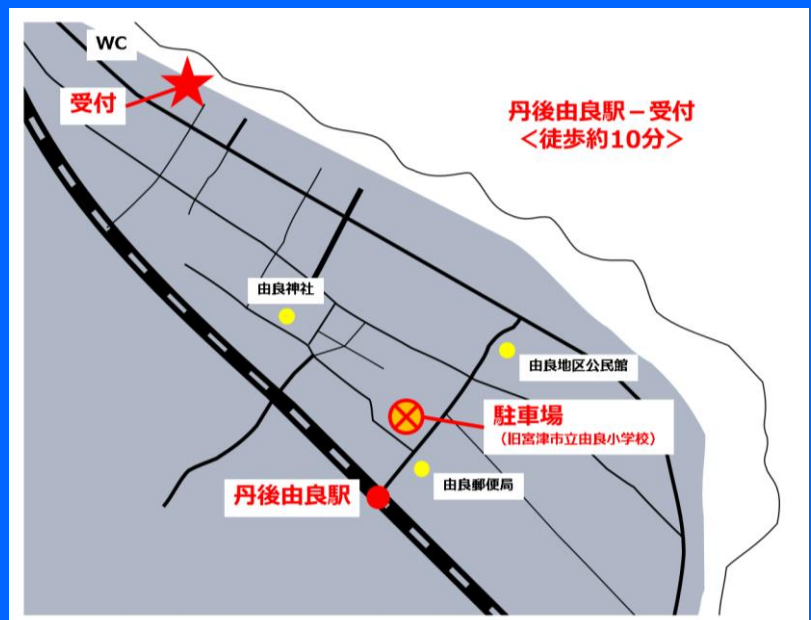 WC
受付
丹後由良駅－受付
＜徒歩約10分＞
由良神社
由良地区公民館
駐車場
（旧宮津市立由良小学校）
由良郵便局
丹後由良駅